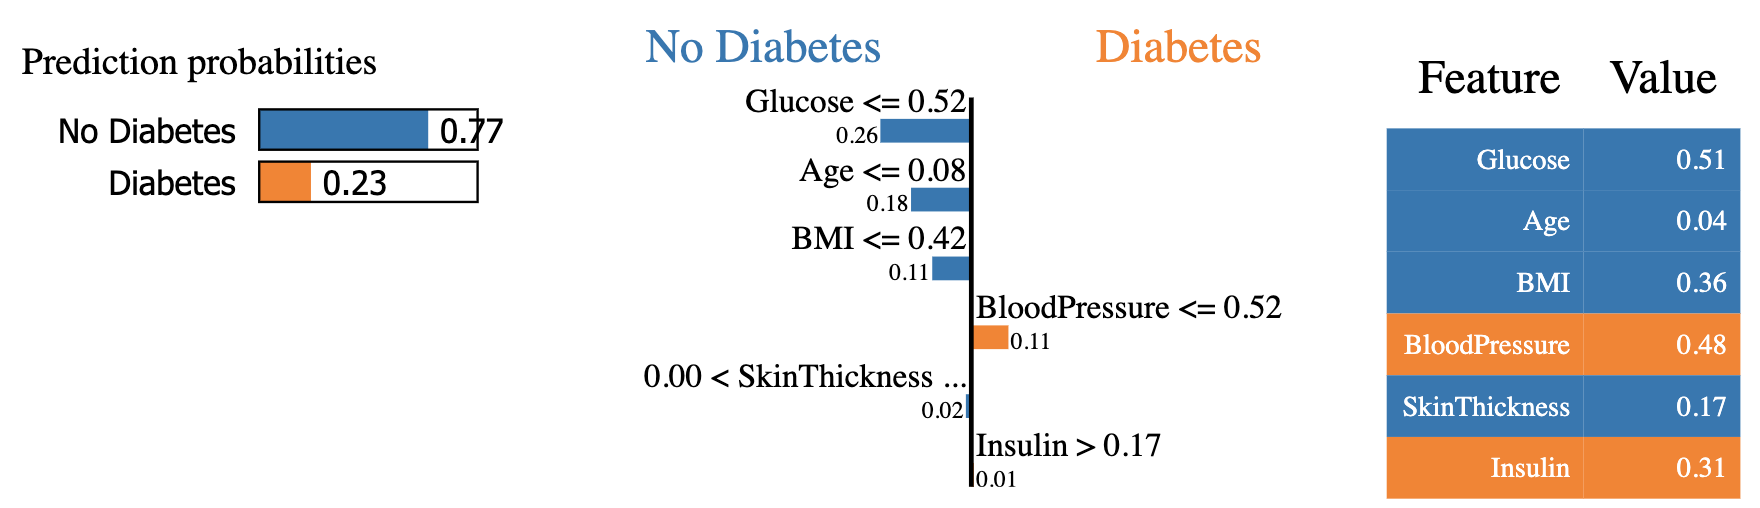 Prediction probabilities
No Diabetes 0.77
Diabetes 0.23
No Diabetes Diabetes
Glucose <= 0.52
0.26
Age <= 0.08
0.18
BMI <= 0.42
0.11
BloodPressure <= 0.52
0.11
0.00 < SkinThickness ...
0.02
Insulin > 0.17
0.01
Feature Value
Glucose 0.51
Age 0.04
BMI 0.36
BloodPressure 0.48
SkinThickness 0.17
Insulin 0.31